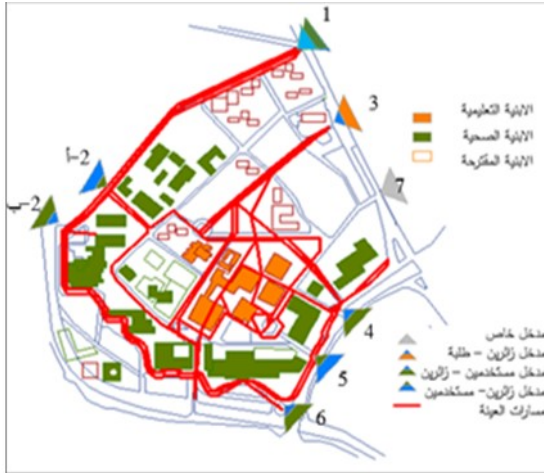 1
3
الابنية التعليمية
الابنية الصحية
الابنية المقترحة
2-أ
7
2-ب
4
مدخل خاص
مدخل زائرين - طلبة
5
مدخل مستخدمين - زائرين
مدخل زائرين- مستخدمين
6
مسارات العينة